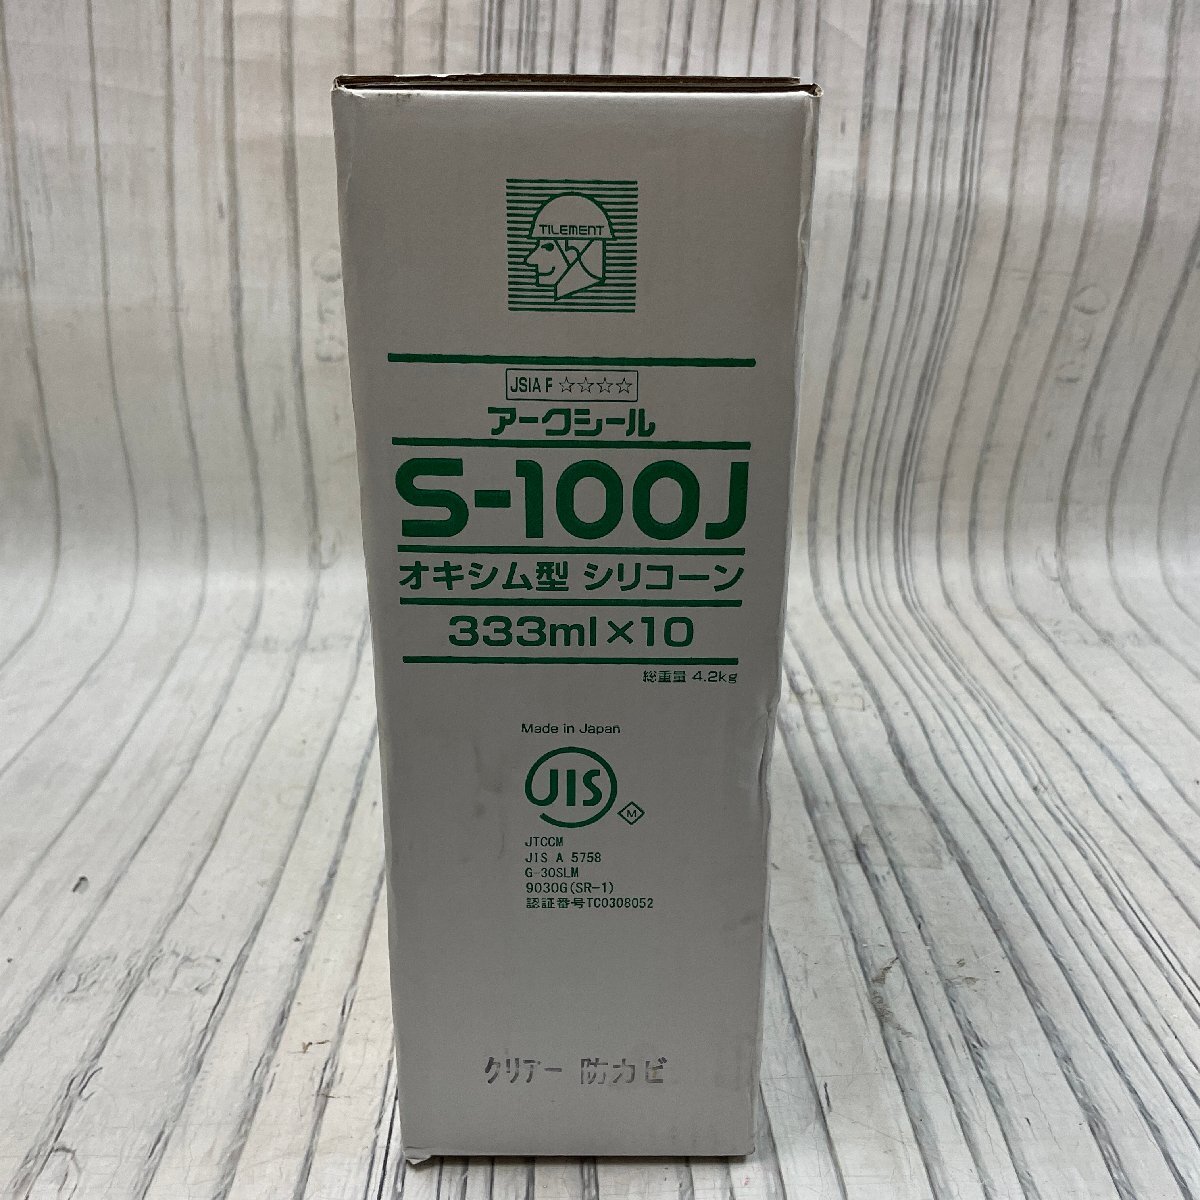 TILEMENT
JSIA F ☆☆☆☆
アークシール
S-100J
オキシム型 シリコーン
333ml×10
総重量 4.2kg
Made in Japan
JIS
M
JTCCM
JIS A 5758
G-30SLM
9030G(SR-1)
認証番号TC0308052
クリアー 防カビ